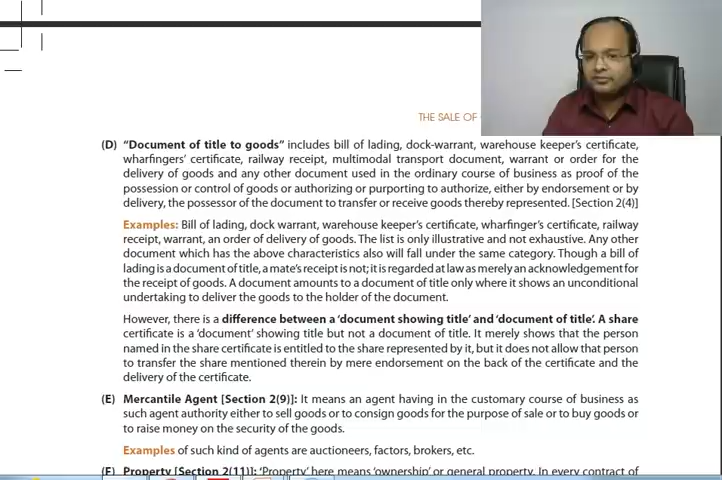 THE SALE OF
(D) “Document of title to goods” includes bill of lading, dock-warrant, warehouse keeper’s certificate,
wharfingers’ certificate, railway receipt, multimodal transport document, warrant or order for the
delivery of goods and any other document used in the ordinary course of business as proof of the
possession or control of goods or authorizing or purporting to authorize, either by endorsement or by
delivery, the possessor of the document to transfer or receive goods thereby represented. [Section 2(4)]
Examples: Bill of lading, dock warrant, warehouse keeper’s certificate, wharfinger’s certificate, railway
receipt, warrant, an order of delivery of goods. The list is only illustrative and not exhaustive. Any other
document which has the above characteristics also will fall under the same category. Though a bill of
lading is a document of title, a mate’s receipt is not; it is regarded at law as merely an acknowledgement for
the receipt of goods. A document amounts to a document of title only where it shows an unconditional
undertaking to deliver the goods to the holder of the document.
However, there is a difference between a ‘document showing title’ and ‘document of title’. A share
certificate is a ‘document’ showing title but not a document of title. It merely shows that the person
named in the share certificate is entitled to the share represented by it, but it does not allow that person
to transfer the share mentioned therein by mere endorsement on the back of the certificate and the
delivery of the certificate.
(E) Mercantile Agent [Section 2(9)]: It means an agent having in the customary course of business as
such agent authority either to sell goods or to consign goods for the purpose of sale or to buy goods or
to raise money on the security of the goods.
Examples of such kind of agents are auctioneers, factors, brokers, etc.
(F) Property [Section 2(11)]: ‘Property’ here means ‘ownership’ or general property. In every contract of